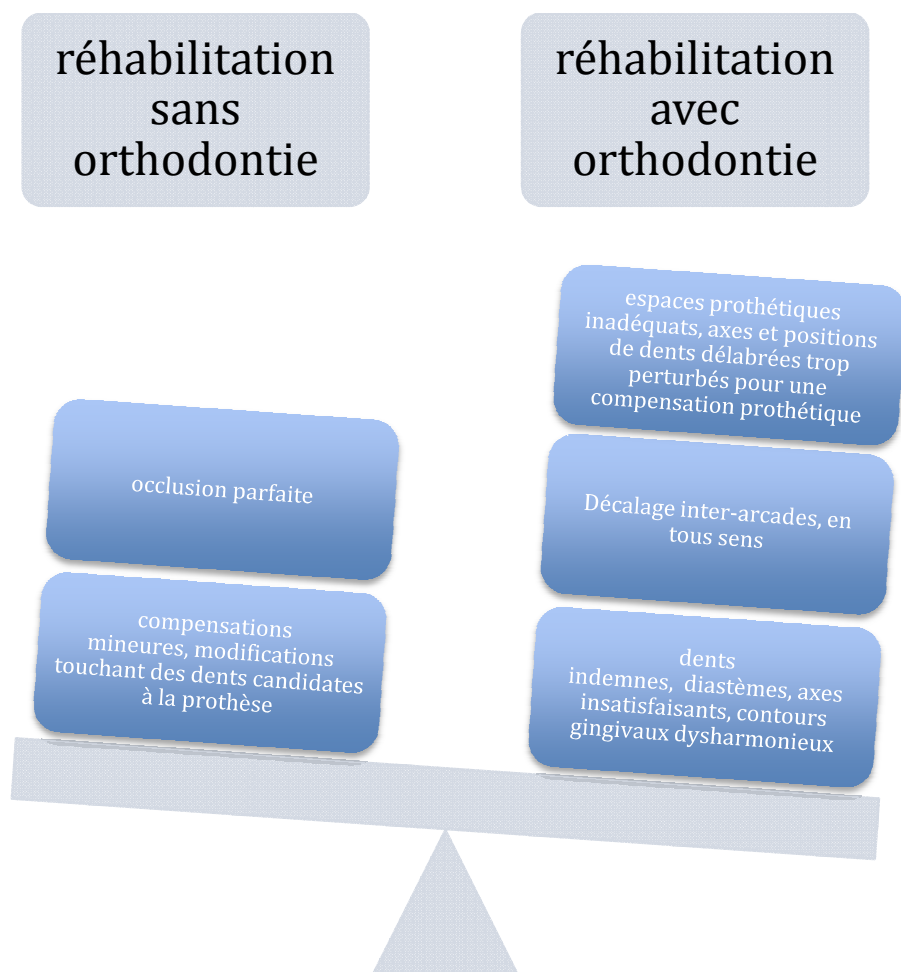 réhabilitation
sans
orthodontie
réhabilitation
avec
orthodontie
occlusion parfaite
compensations
mineures, modifications
touchant des dents candidates
à la prothèse
espaces prothétiques
inadéquats, axes et positions
de dents délabrées trop
perturbés pour une
compensation prothétique
Décalage inter-arcades, en
tous sens
dents
indemnes, diastèmes, axes
insatisfaisants, contours
gingivaux dysharmonieux